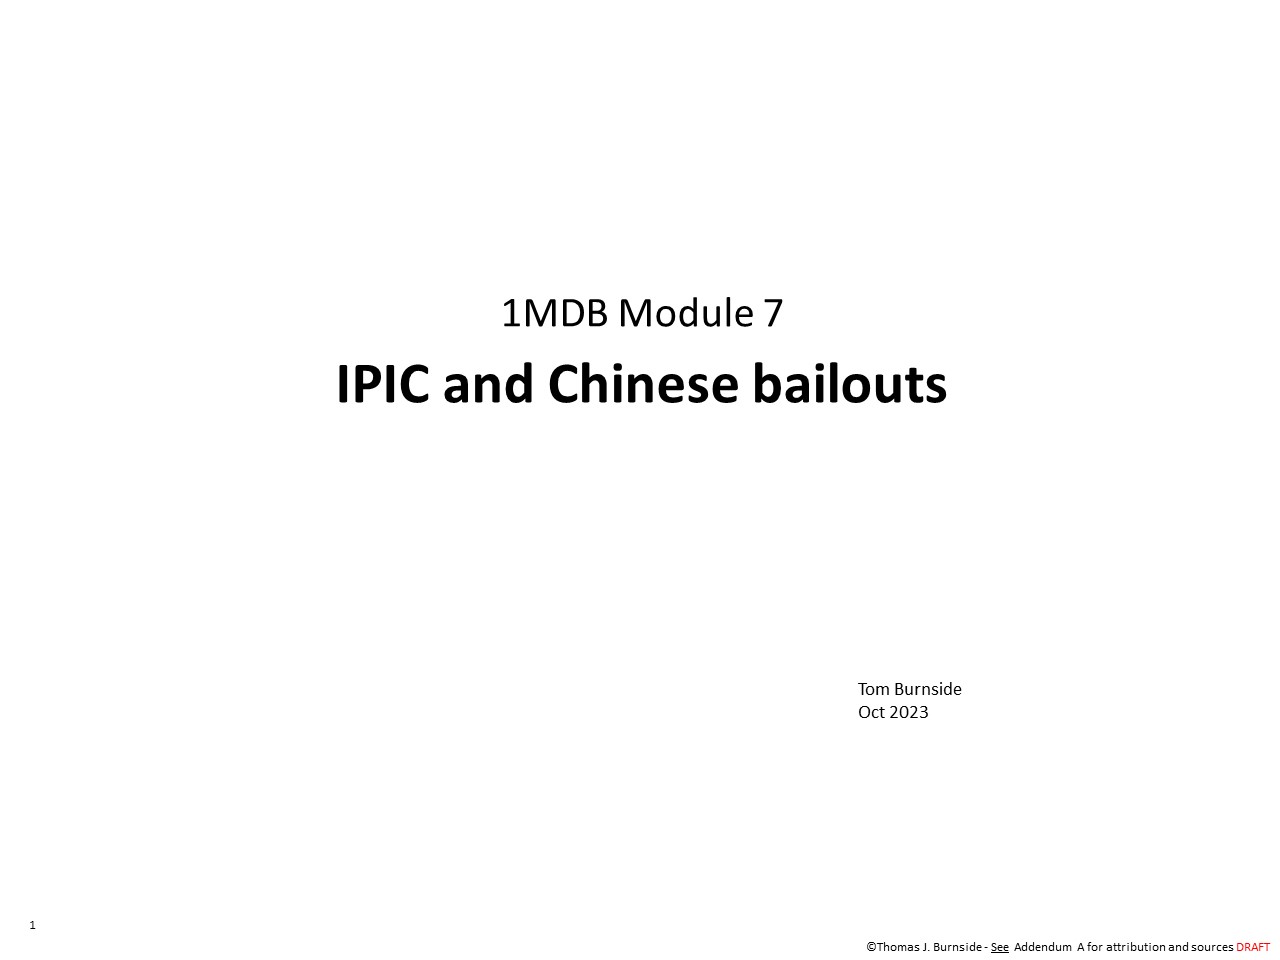 1MDB Module 7
IPIC and Chinese bailouts
Tom Burnside
Oct 2023
1
©Thomas J. Burnside - See Addendum A for attribution and sources DRAFT